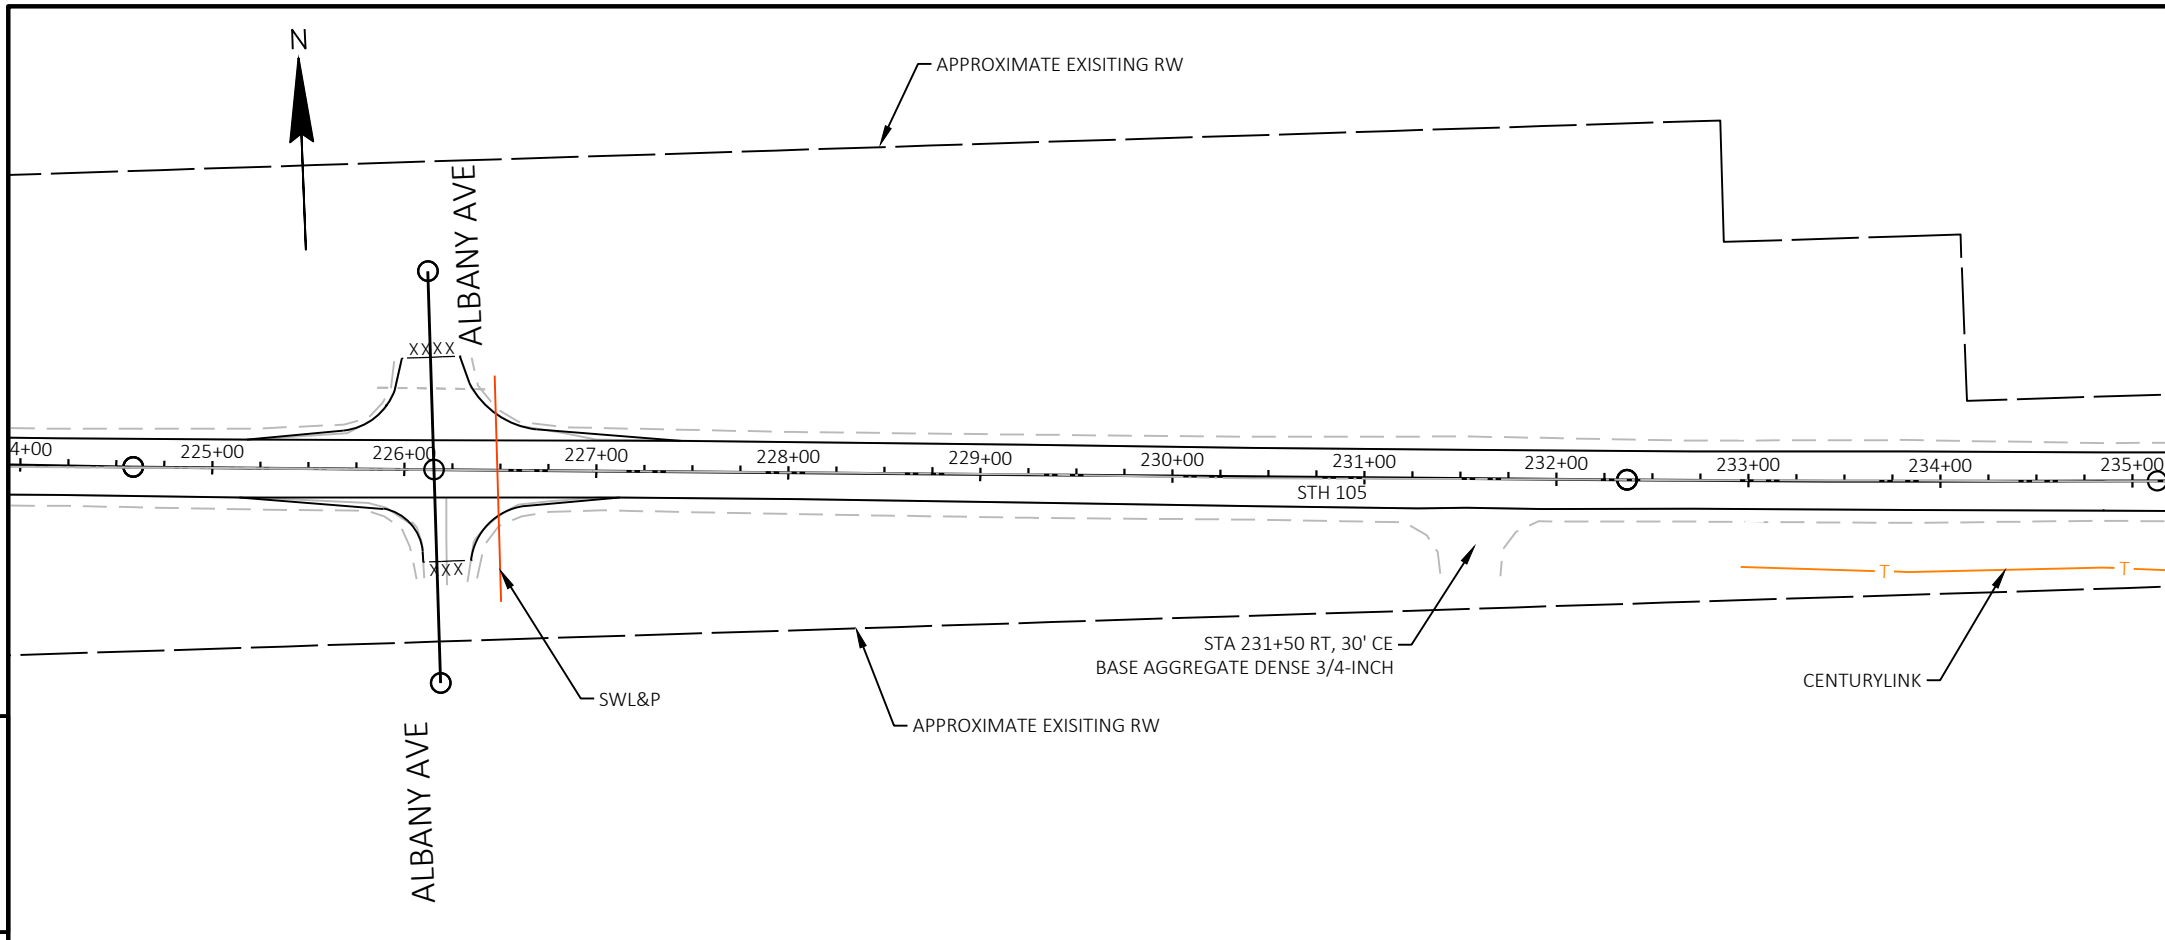 N
APPROXIMATE EXISITING RW
ALBANY AVE
XXXX
4+00
225+00
226+00
227+00
228+00
229+00
230+00
231+00
232+00
233+00
234+00
235+00
STH 105
XXX
T
T
STA 231+50 RT, 30' CE
BASE AGGREGATE DENSE 3/4-INCH
CENTURYLINK
SWL&P
APPROXIMATE EXISITING RW
ALBANY AVE